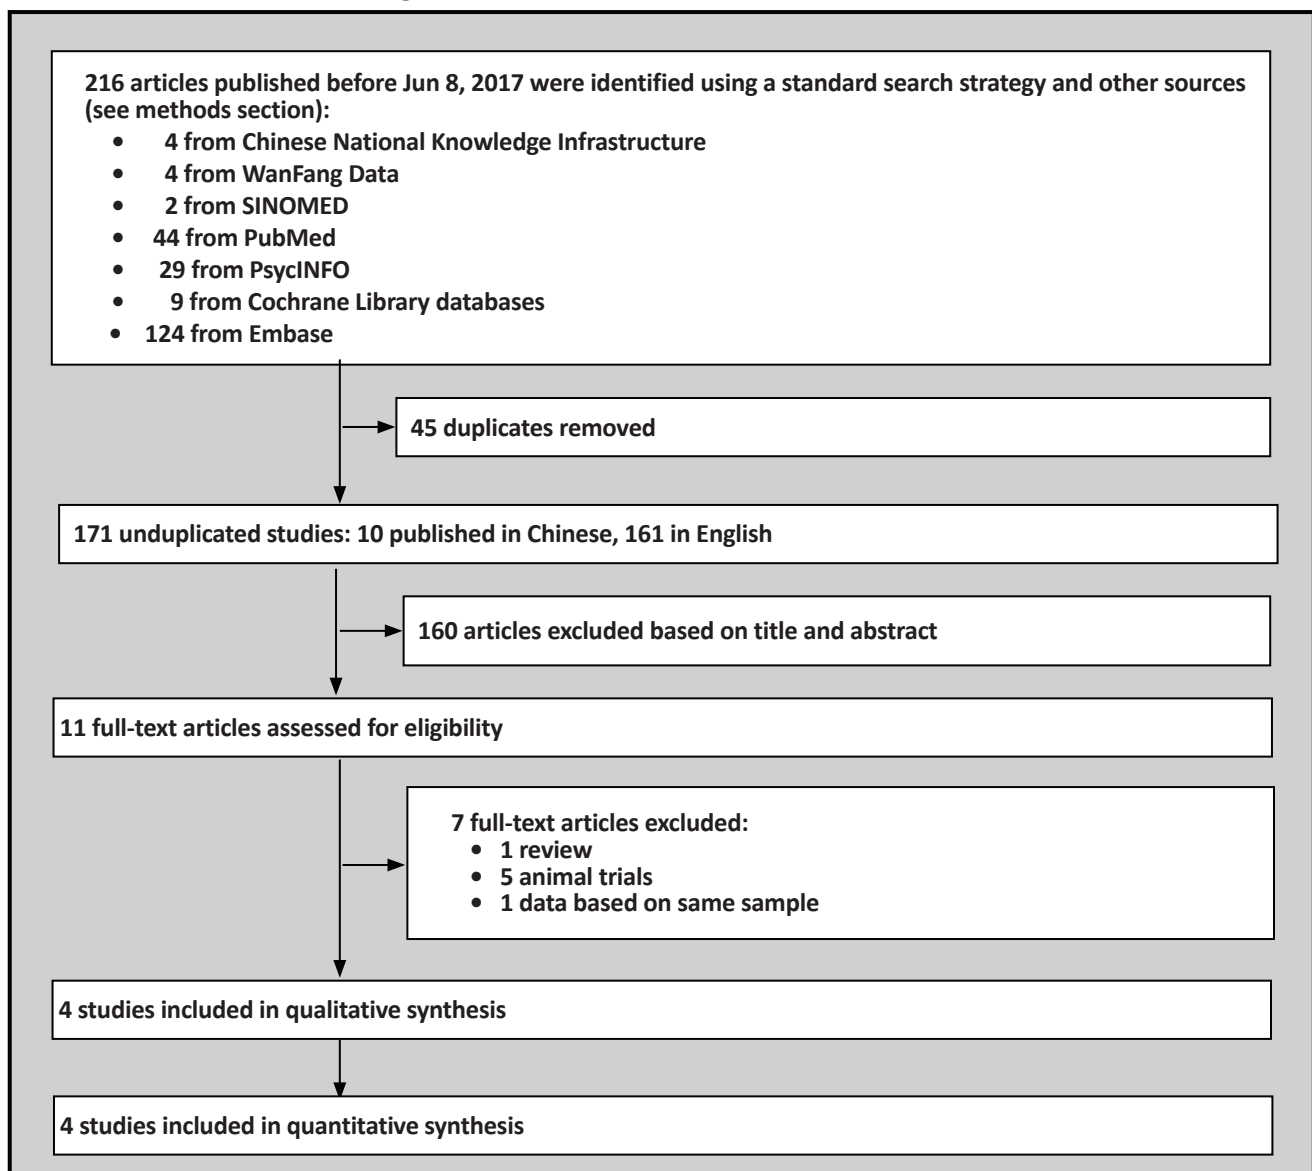 216 articles published before Jun 8, 2017 were identified using a standard search strategy and other sources
(see methods section):
• 4 from Chinese National Knowledge Infrastructure
• 4 from WanFang Data
• 2 from SINOMED
• 44 from PubMed
• 29 from PsycINFO
• 9 from Cochrane Library databases
• 124 from Embase
45 duplicates removed
171 unduplicated studies: 10 published in Chinese, 161 in English
160 articles excluded based on title and abstract
11 full-text articles assessed for eligibility
7 full-text articles excluded:
• 1 review
• 5 animal trials
• 1 data based on same sample
4 studies included in qualitative synthesis
4 studies included in quantitative synthesis